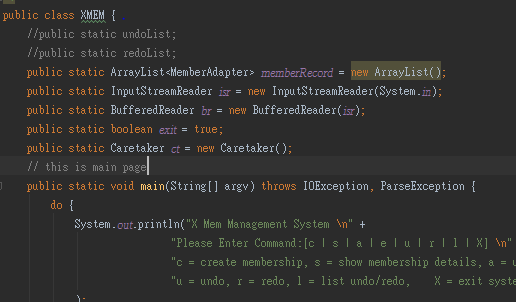 public class XMEM {
//public static undoList;
//public static redoList;
public static ArrayList<MemberAdapter> memberRecord = new ArrayList();
public static InputStreamReader isr = new InputStreamReader(System.in);
public static BufferedReader br = new BufferedReader(isr);
public static boolean exit = true;
public static Caretaker ct = new Caretaker();
// this is main page
public static void main(String[] argv) throws IOException, ParseException {
do {
System.out.println("X Mem Management System \n" +
"Please Enter Command:[c | s | a | e | u | r | l | X] \n"
"c = create membership, s = show membership details, a = u
"u = undo, r = redo, l = list undo/redo, X = exit syste
);